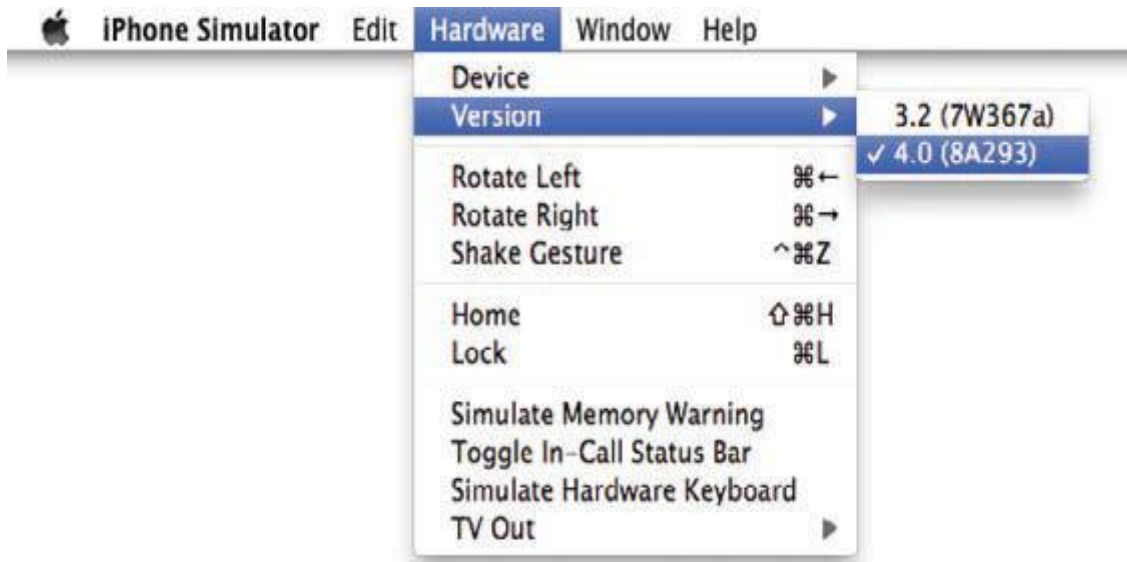 iPhone Simulator Edit Hardware Window Help
Device
Version
3.2 (7W367a)
✓ 4.0 (8A293)
Rotate Left ⌘←
Rotate Right ⌘→
Shake Gesture ^⌘Z
Home ⇧⌘H
Lock ⌘L
Simulate Memory Warning
Toggle In-Call Status Bar
Simulate Hardware Keyboard
TV Out